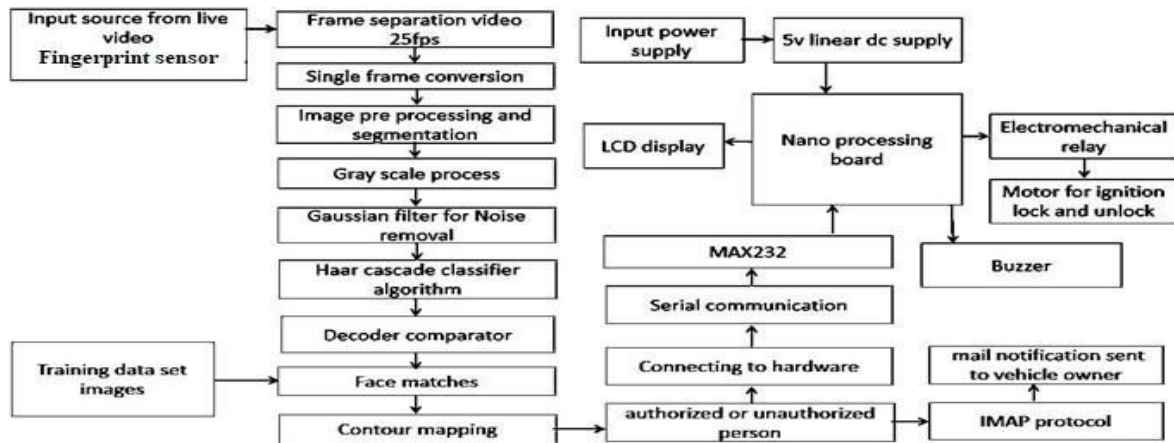 Input source from live
video
Fingerprint sensor
Frame separation video
25fps
Single frame conversion
Image pre processing and
segmentation
Gray scale process
Gaussian filter for Noise
removal
Haar cascade classifier
algorithm
Decoder comparator
Training data set
images
Face matches
Contour mapping
authorized or unauthorized
person
Connecting to hardware
Serial communication
MAX232
IMAP protocol
mail notification sent
to vehicle owner
Input power
supply
5v linear dc supply
Nano processing
board
LCD display
Electromechanical
relay
Motor for ignition
lock and unlock
Buzzer